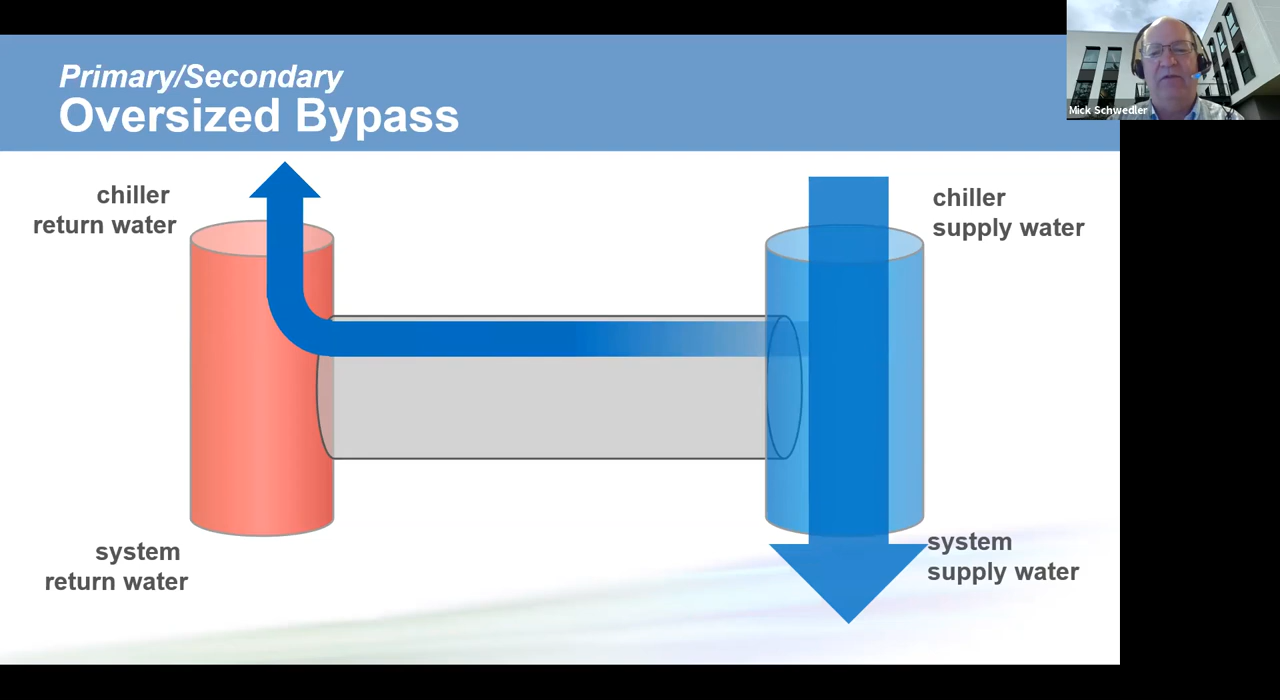 Primary/Secondary
Oversized Bypass
Mick Schwedler
chiller
return water
chiller
supply water
system
return water
system
supply water